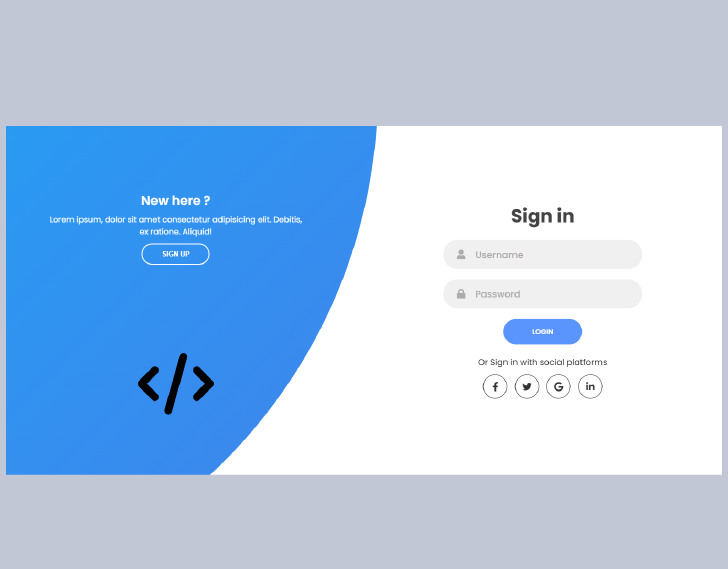 New here ?
Lorem ipsum, dolor sit amet consectetur adipisicing elit. Debitis,
ex ratione. Aliquid!
SIGN UP
Sign in
Username
Password
LOGIN
Or Sign in with social platforms